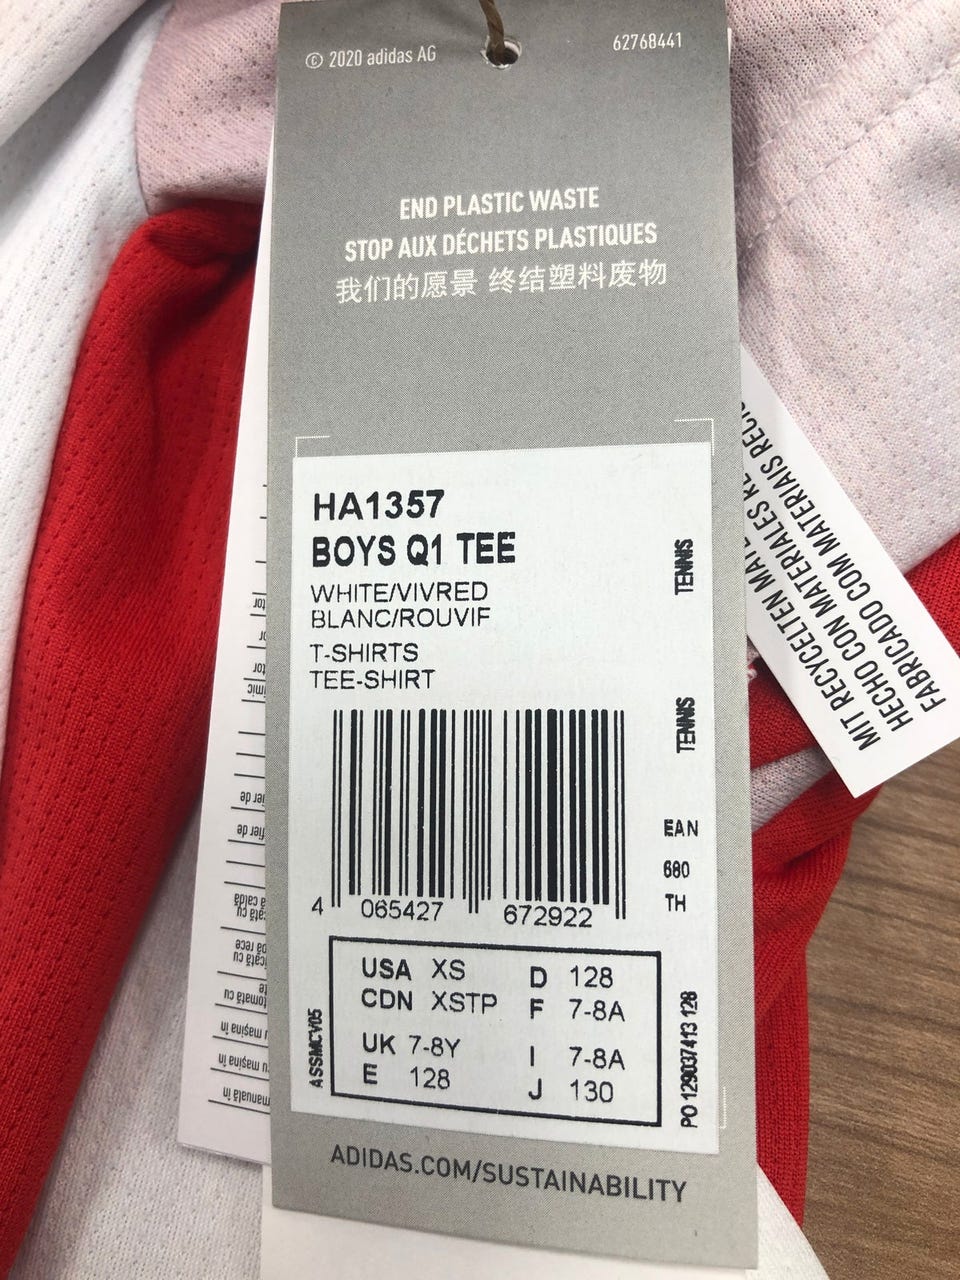 © 2020 adidas AG
62768441
END PLASTIC WASTE
STOP AUX DÉCHETS PLASTIQUES
我们的愿景 终结塑料废物
HA1357
BOYS Q1 TEE
WHITE/VIVRED
BLANC/ROUVIF
T-SHIRTS
TEE-SHIRT
TENNIS
TENNIS
EAN
680
TH
4 065427 672922
USA XS D 128
CDN XSTP F 7-8A
UK 7-8Y I 7-8A
E 128 J 130
ASSMCV05
PO 129037413 128
ADIDAS.COM/SUSTAINABILITY
MIT RECYCELTEN
HECHO CON MATERIALES
FABRICADO COM MATERIAIS